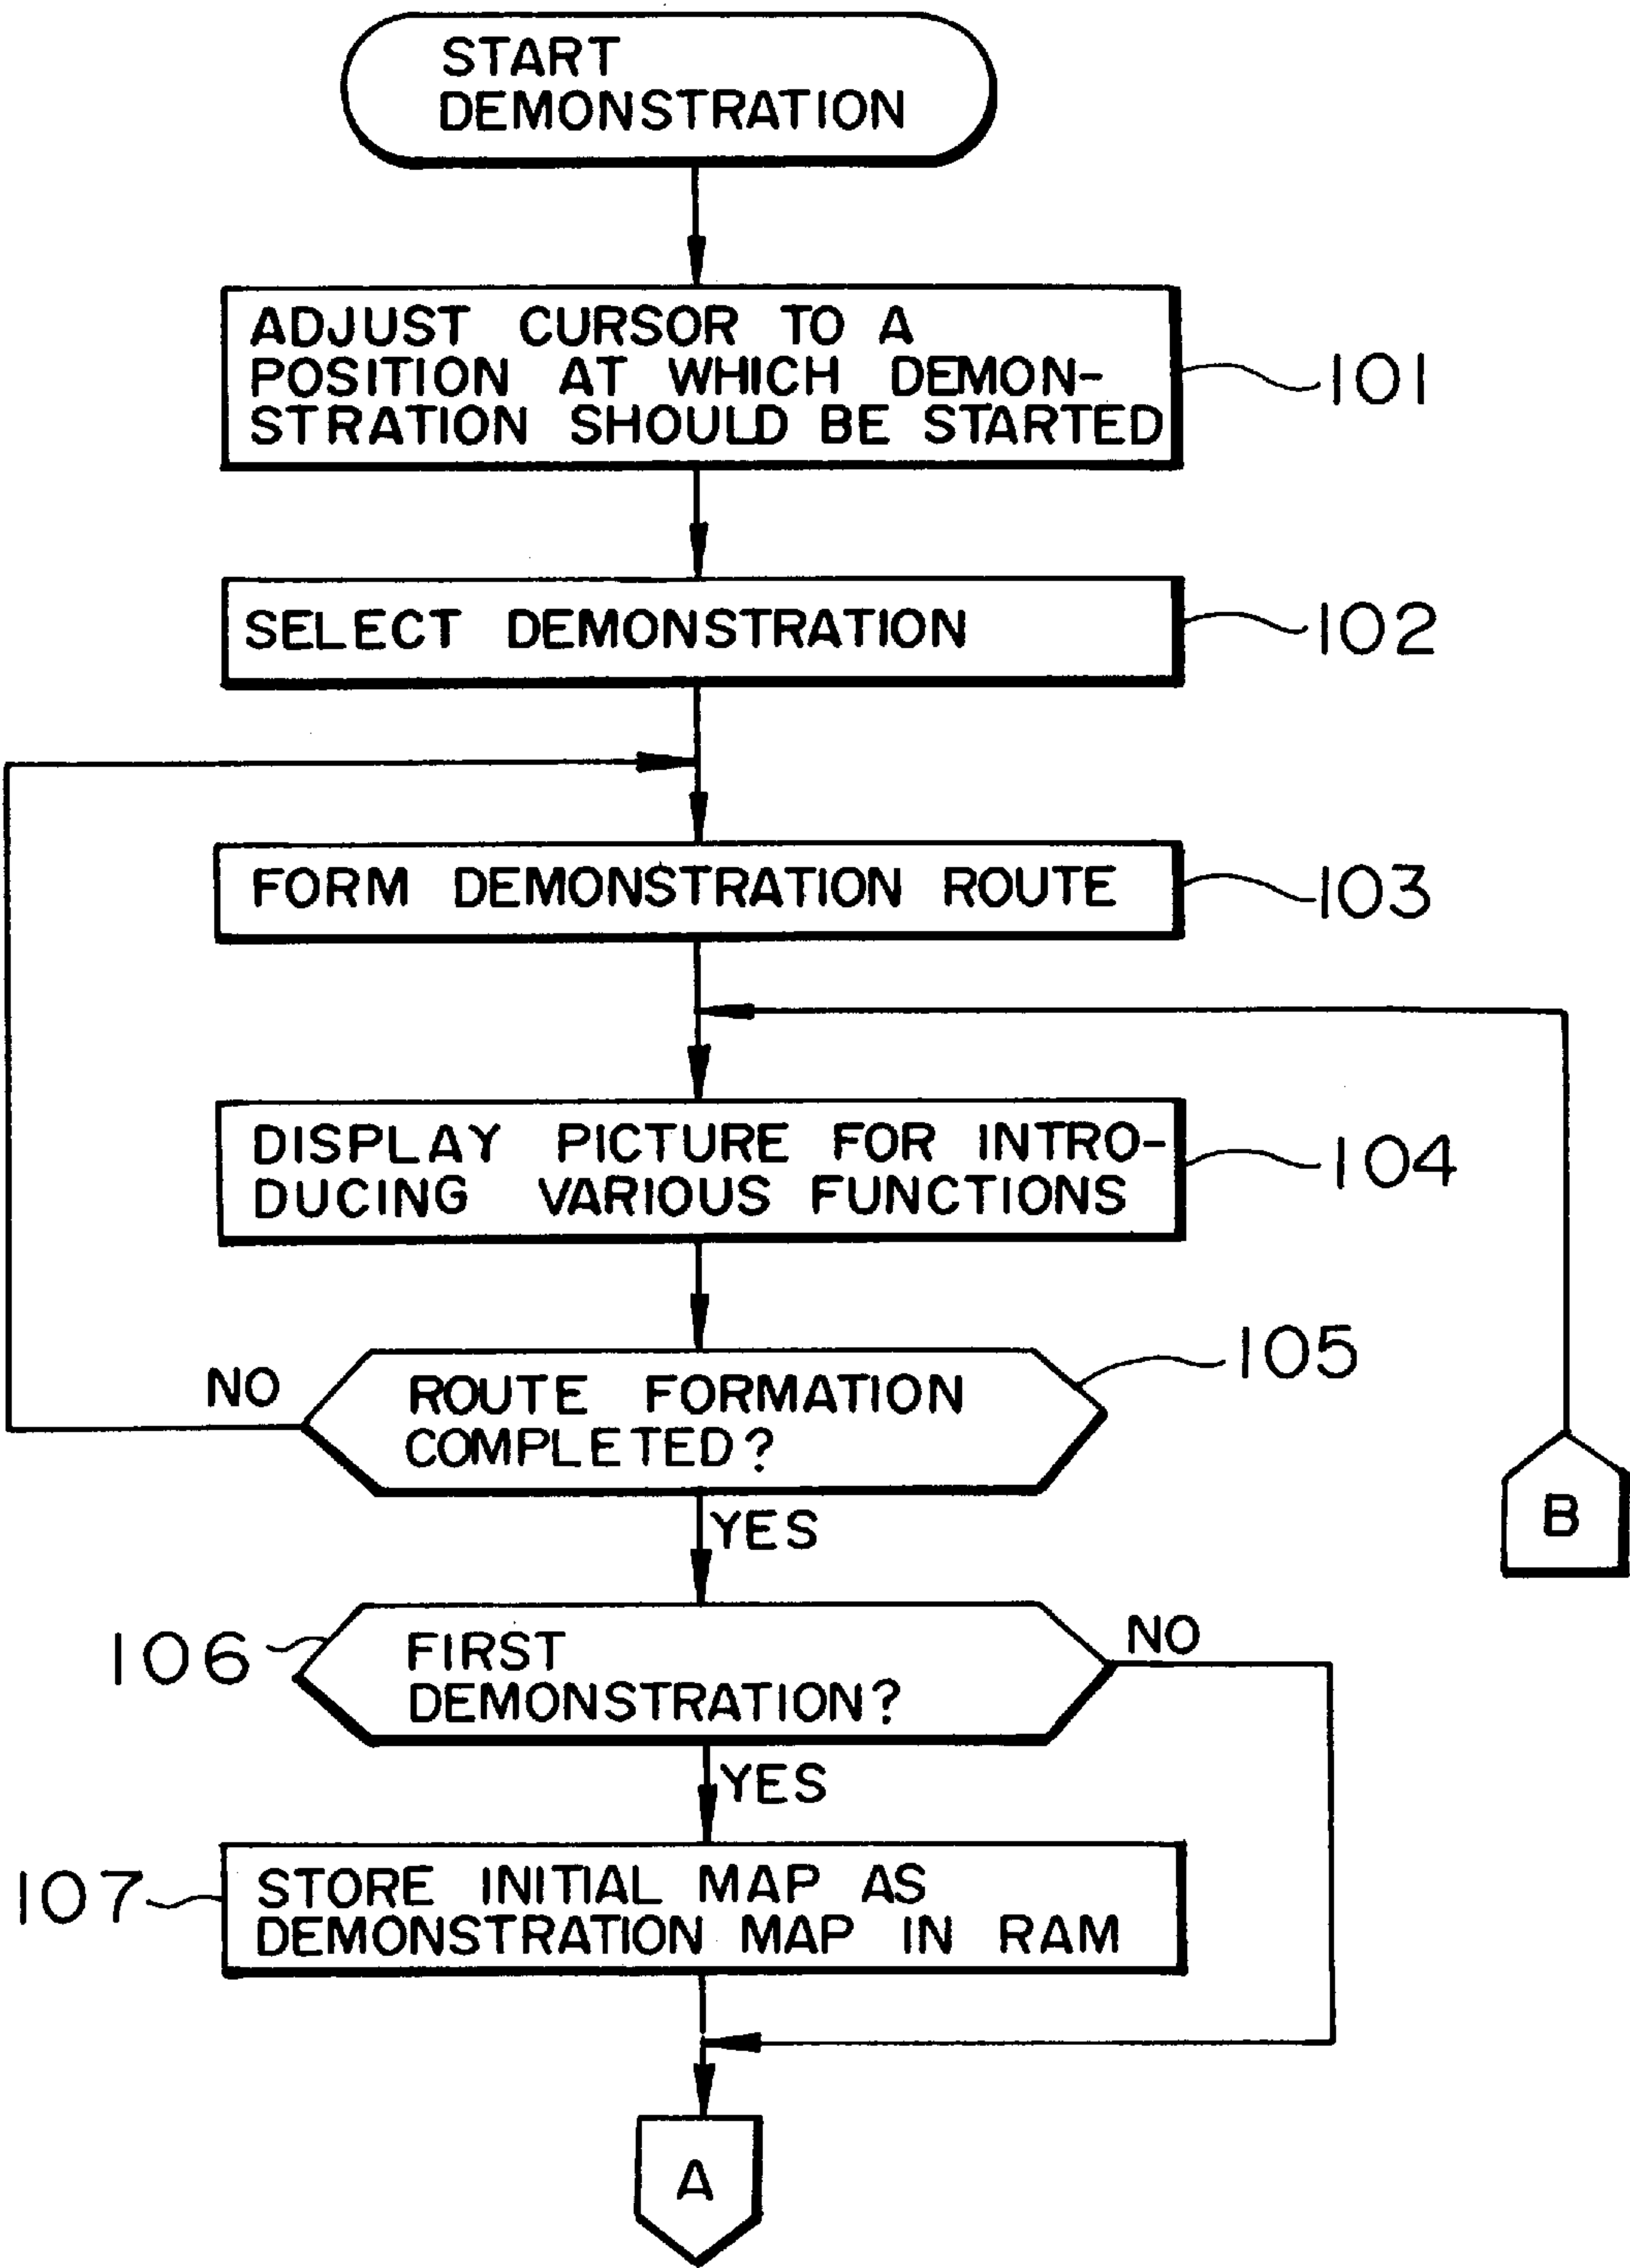 START
DEMONSTRATION
ADJUST CURSOR TO A
POSITION AT WHICH DEMON-
STRATION SHOULD BE STARTED
101
SELECT DEMONSTRATION
102
FORM DEMONSTRATION ROUTE
103
DISPLAY PICTURE FOR INTRO-
DUCING VARIOUS FUNCTIONS
104
105
NO
ROUTE FORMATION
COMPLETED?
YES
B
106
FIRST
DEMONSTRATION?
NO
YES
107
STORE INITIAL MAP AS
DEMONSTRATION MAP IN RAM
A